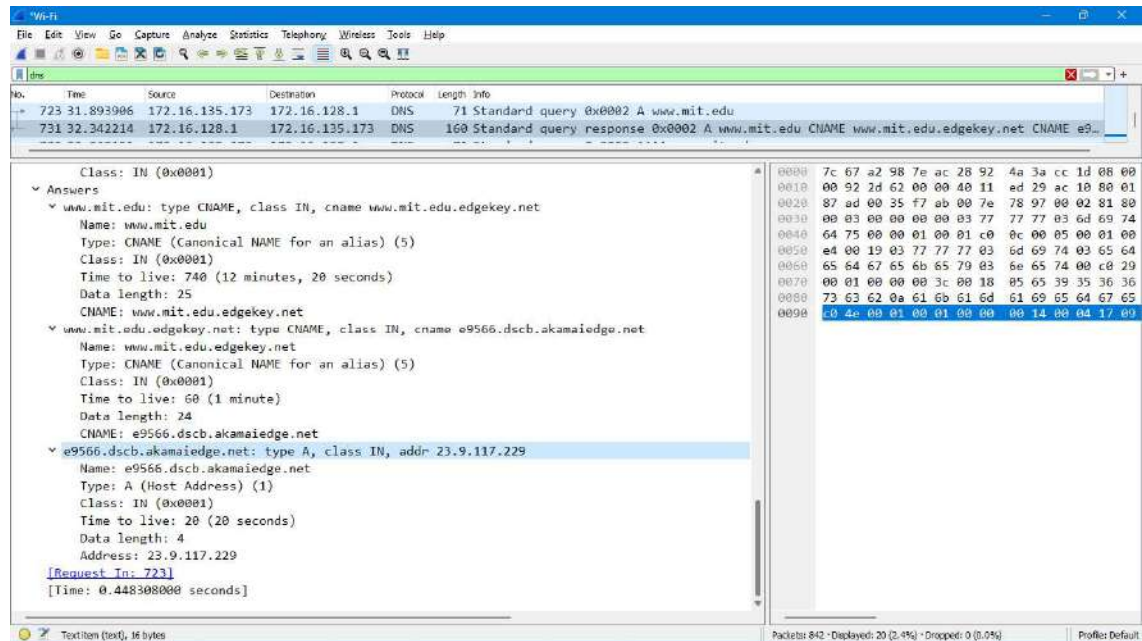 *Wi-Fi
File Edit View Go Capture Analyze Statistics Telephony Wireless Tools Help
dns
No. Time Source Destination Protocol Length Info
723 31.893906 172.16.135.173 172.16.128.1 DNS 71 Standard query 0x0002 A www.mit.edu
731 32.342214 172.16.128.1 172.16.135.173 DNS 160 Standard query response 0x0002 A www.mit.edu CNAME www.mit.edu.edgekey.net CNAME e9…
Class: IN (0x0001)
Answers
www.mit.edu: type CNAME, class IN, cname www.mit.edu.edgekey.net
Name: www.mit.edu
Type: CNAME (Canonical NAME for an alias) (5)
Class: IN (0x0001)
Time to live: 740 (12 minutes, 20 seconds)
Data length: 25
CNAME: www.mit.edu.edgekey.net
www.mit.edu.edgekey.net: type CNAME, class IN, cname e9566.dscb.akamaiedge.net
Name: www.mit.edu.edgekey.net
Type: CNAME (Canonical NAME for an alias) (5)
Class: IN (0x0001)
Time to live: 60 (1 minute)
Data length: 24
CNAME: e9566.dscb.akamaiedge.net
e9566.dscb.akamaiedge.net: type A, class IN, addr 23.9.117.229
Name: e9566.dscb.akamaiedge.net
Type: A (Host Address) (1)
Class: IN (0x0001)
Time to live: 20 (20 seconds)
Data length: 4
Address: 23.9.117.229
[Request In: 723]
[Time: 0.448308000 seconds]
0000 7c 67 a2 98 7e ac 28 92 4a 3a cc 1d 08 00
0010 00 92 2d 62 00 00 40 11 ed 29 ac 10 80 01
0020 87 ad 00 35 f7 ab 00 7e 78 97 00 02 81 80
0030 00 03 00 00 00 00 03 77 77 77 03 6d 69 74
0040 64 75 00 00 01 00 01 c0 0c 00 05 00 01 00
0050 e4 00 19 03 77 77 77 03 6d 69 74 03 65 64
0060 65 64 67 65 6b 65 79 03 6e 65 74 00 c0 29
0070 00 01 00 00 00 3c 00 18 05 65 39 35 36 36
0080 73 63 62 0a 61 6b 61 6d 61 69 65 64 67 65
0090 c0 4e 00 01 00 01 00 00 00 14 00 04 17 09
Text item (text), 16 bytes
Packets: 842 · Displayed: 20 (2.4%) · Dropped: 0 (0.0%)
Profile: Default